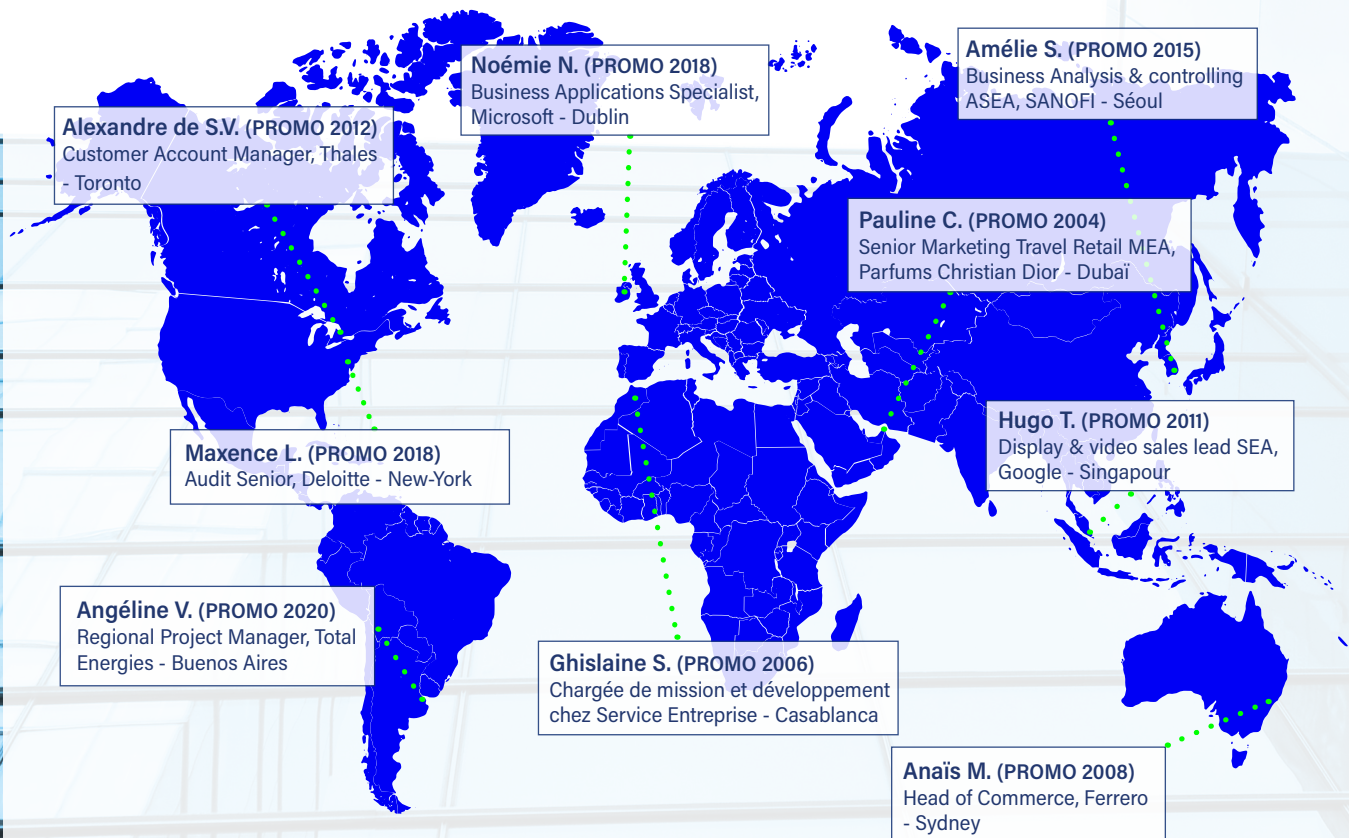 Noémie N. (PROMO 2018)
Business Applications Specialist,
Microsoft - Dublin
Amélie S. (PROMO 2015)
Business Analysis & controlling
ASEA, SANOFI - Séoul
Alexandre de S.V. (PROMO 2012)
Customer Account Manager, Thales
- Toronto
Pauline C. (PROMO 2004)
Senior Marketing Travel Retail MEA,
Parfums Christian Dior - Dubaï
Maxence L. (PROMO 2018)
Audit Senior, Deloitte - New-York
Hugo T. (PROMO 2011)
Display & video sales lead SEA,
Google - Singapour
Angéline V. (PROMO 2020)
Regional Project Manager, Total
Energies - Buenos Aires
Ghislaine S. (PROMO 2006)
Chargée de mission et développement
chez Service Entreprise - Casablanca
Anaïs M. (PROMO 2008)
Head of Commerce, Ferrero
- Sydney